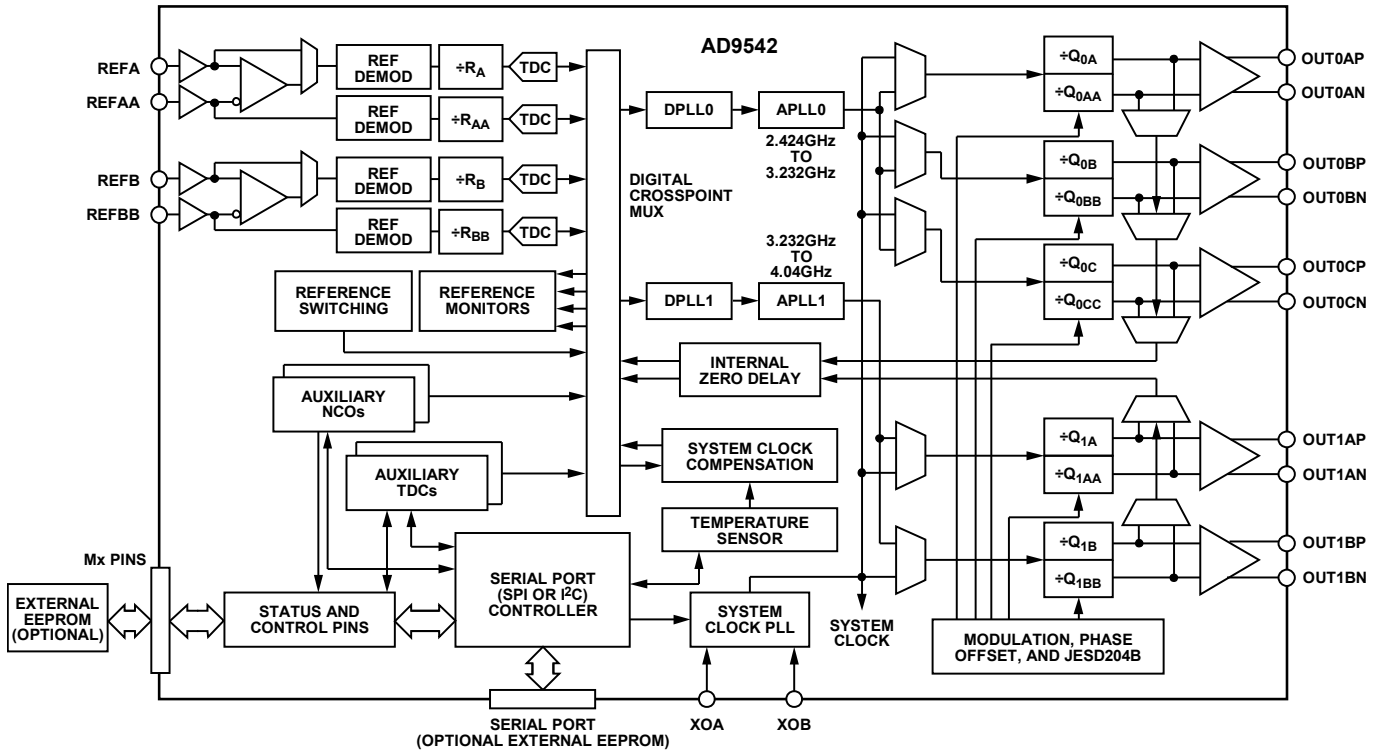 AD9542
REFA
REFAA
REFB
REFBB
REF
DEMOD
÷RA
TDC
REF
DEMOD
÷RAA
TDC
REF
DEMOD
÷RB
TDC
REF
DEMOD
÷RBB
TDC
DIGITAL
CROSSPOINT
MUX
REFERENCE
SWITCHING
REFERENCE
MONITORS
AUXILIARY
NCOs
AUXILIARY
TDCs
DPLL0
APLL0
2.424GHz
TO
3.232GHz
3.232GHz
TO
4.04GHz
DPLL1
APLL1
INTERNAL
ZERO DELAY
SYSTEM CLOCK
COMPENSATION
TEMPERATURE
SENSOR
SYSTEM
CLOCK PLL
SYSTEM
CLOCK
SERIAL PORT
(SPI OR I2C)
CONTROLLER
STATUS AND
CONTROL PINS
Mx PINS
EXTERNAL
EEPROM
(OPTIONAL)
SERIAL PORT
(OPTIONAL EXTERNAL EEPROM)
XOA
XOB
MODULATION, PHASE
OFFSET, AND JESD204B
÷Q0A
÷Q0AA
÷Q0B
÷Q0BB
÷Q0C
÷Q0CC
÷Q1A
÷Q1AA
÷Q1B
÷Q1BB
OUT0AP
OUT0AN
OUT0BP
OUT0BN
OUT0CP
OUT0CN
OUT1AP
OUT1AN
OUT1BP
OUT1BN